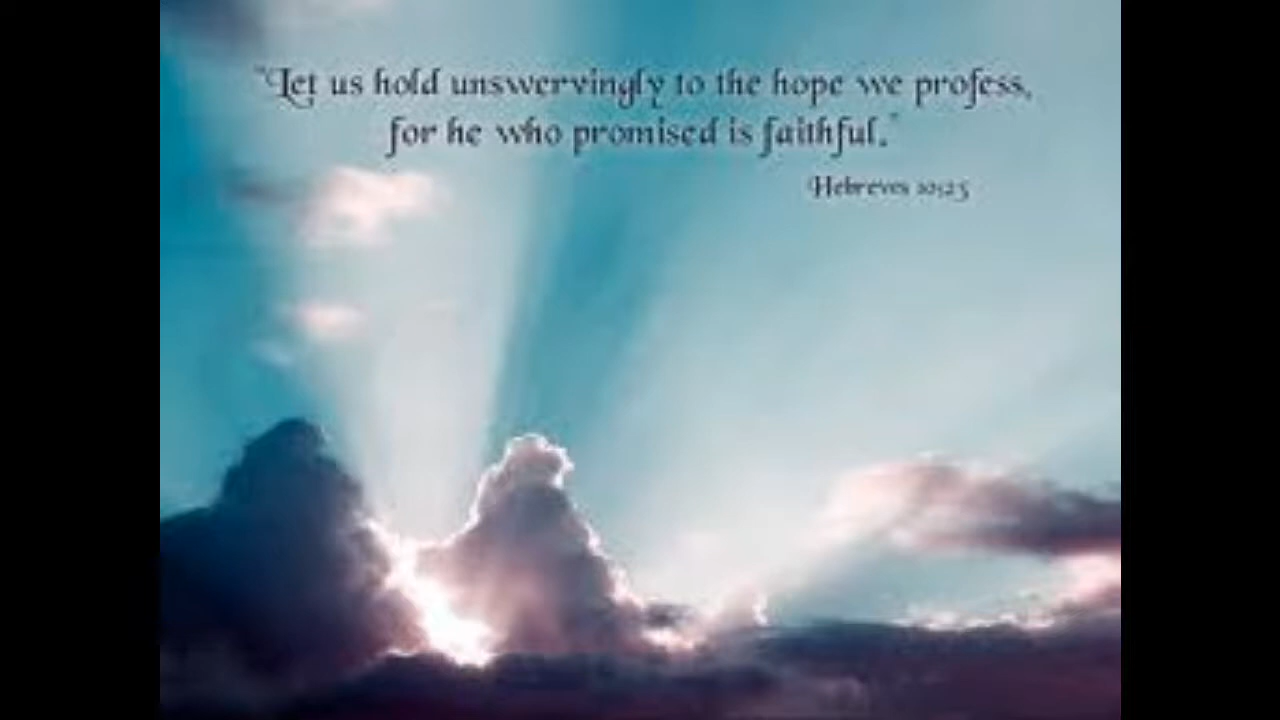 "Let us hold unswervingly to the hope we profess,
for he who promised is faithful."
Hebrews 10:23